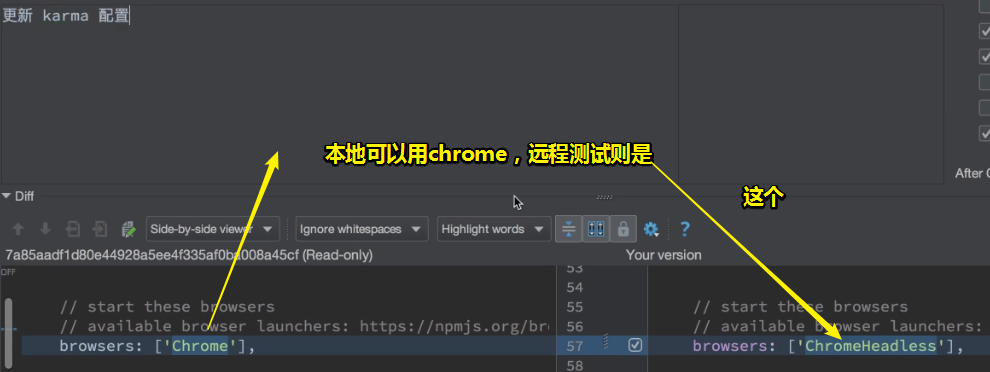 更新 karma 配置
本地可以用chrome，远程测试则是
这个
After
Diff
Side-by-side viewer
Ignore whitespaces
Highlight words
?
7a85aadf1d80e44928a5ee4f335af0ba008a45cf (Read-only)
Your version
OFF
53
54
// start these browsers
55
// start these browsers
// available browser launchers: https://npmjs.org/br
56
// available browser launchers:
browsers: ['Chrome'],
57
browsers: ['ChromeHeadless'],
58